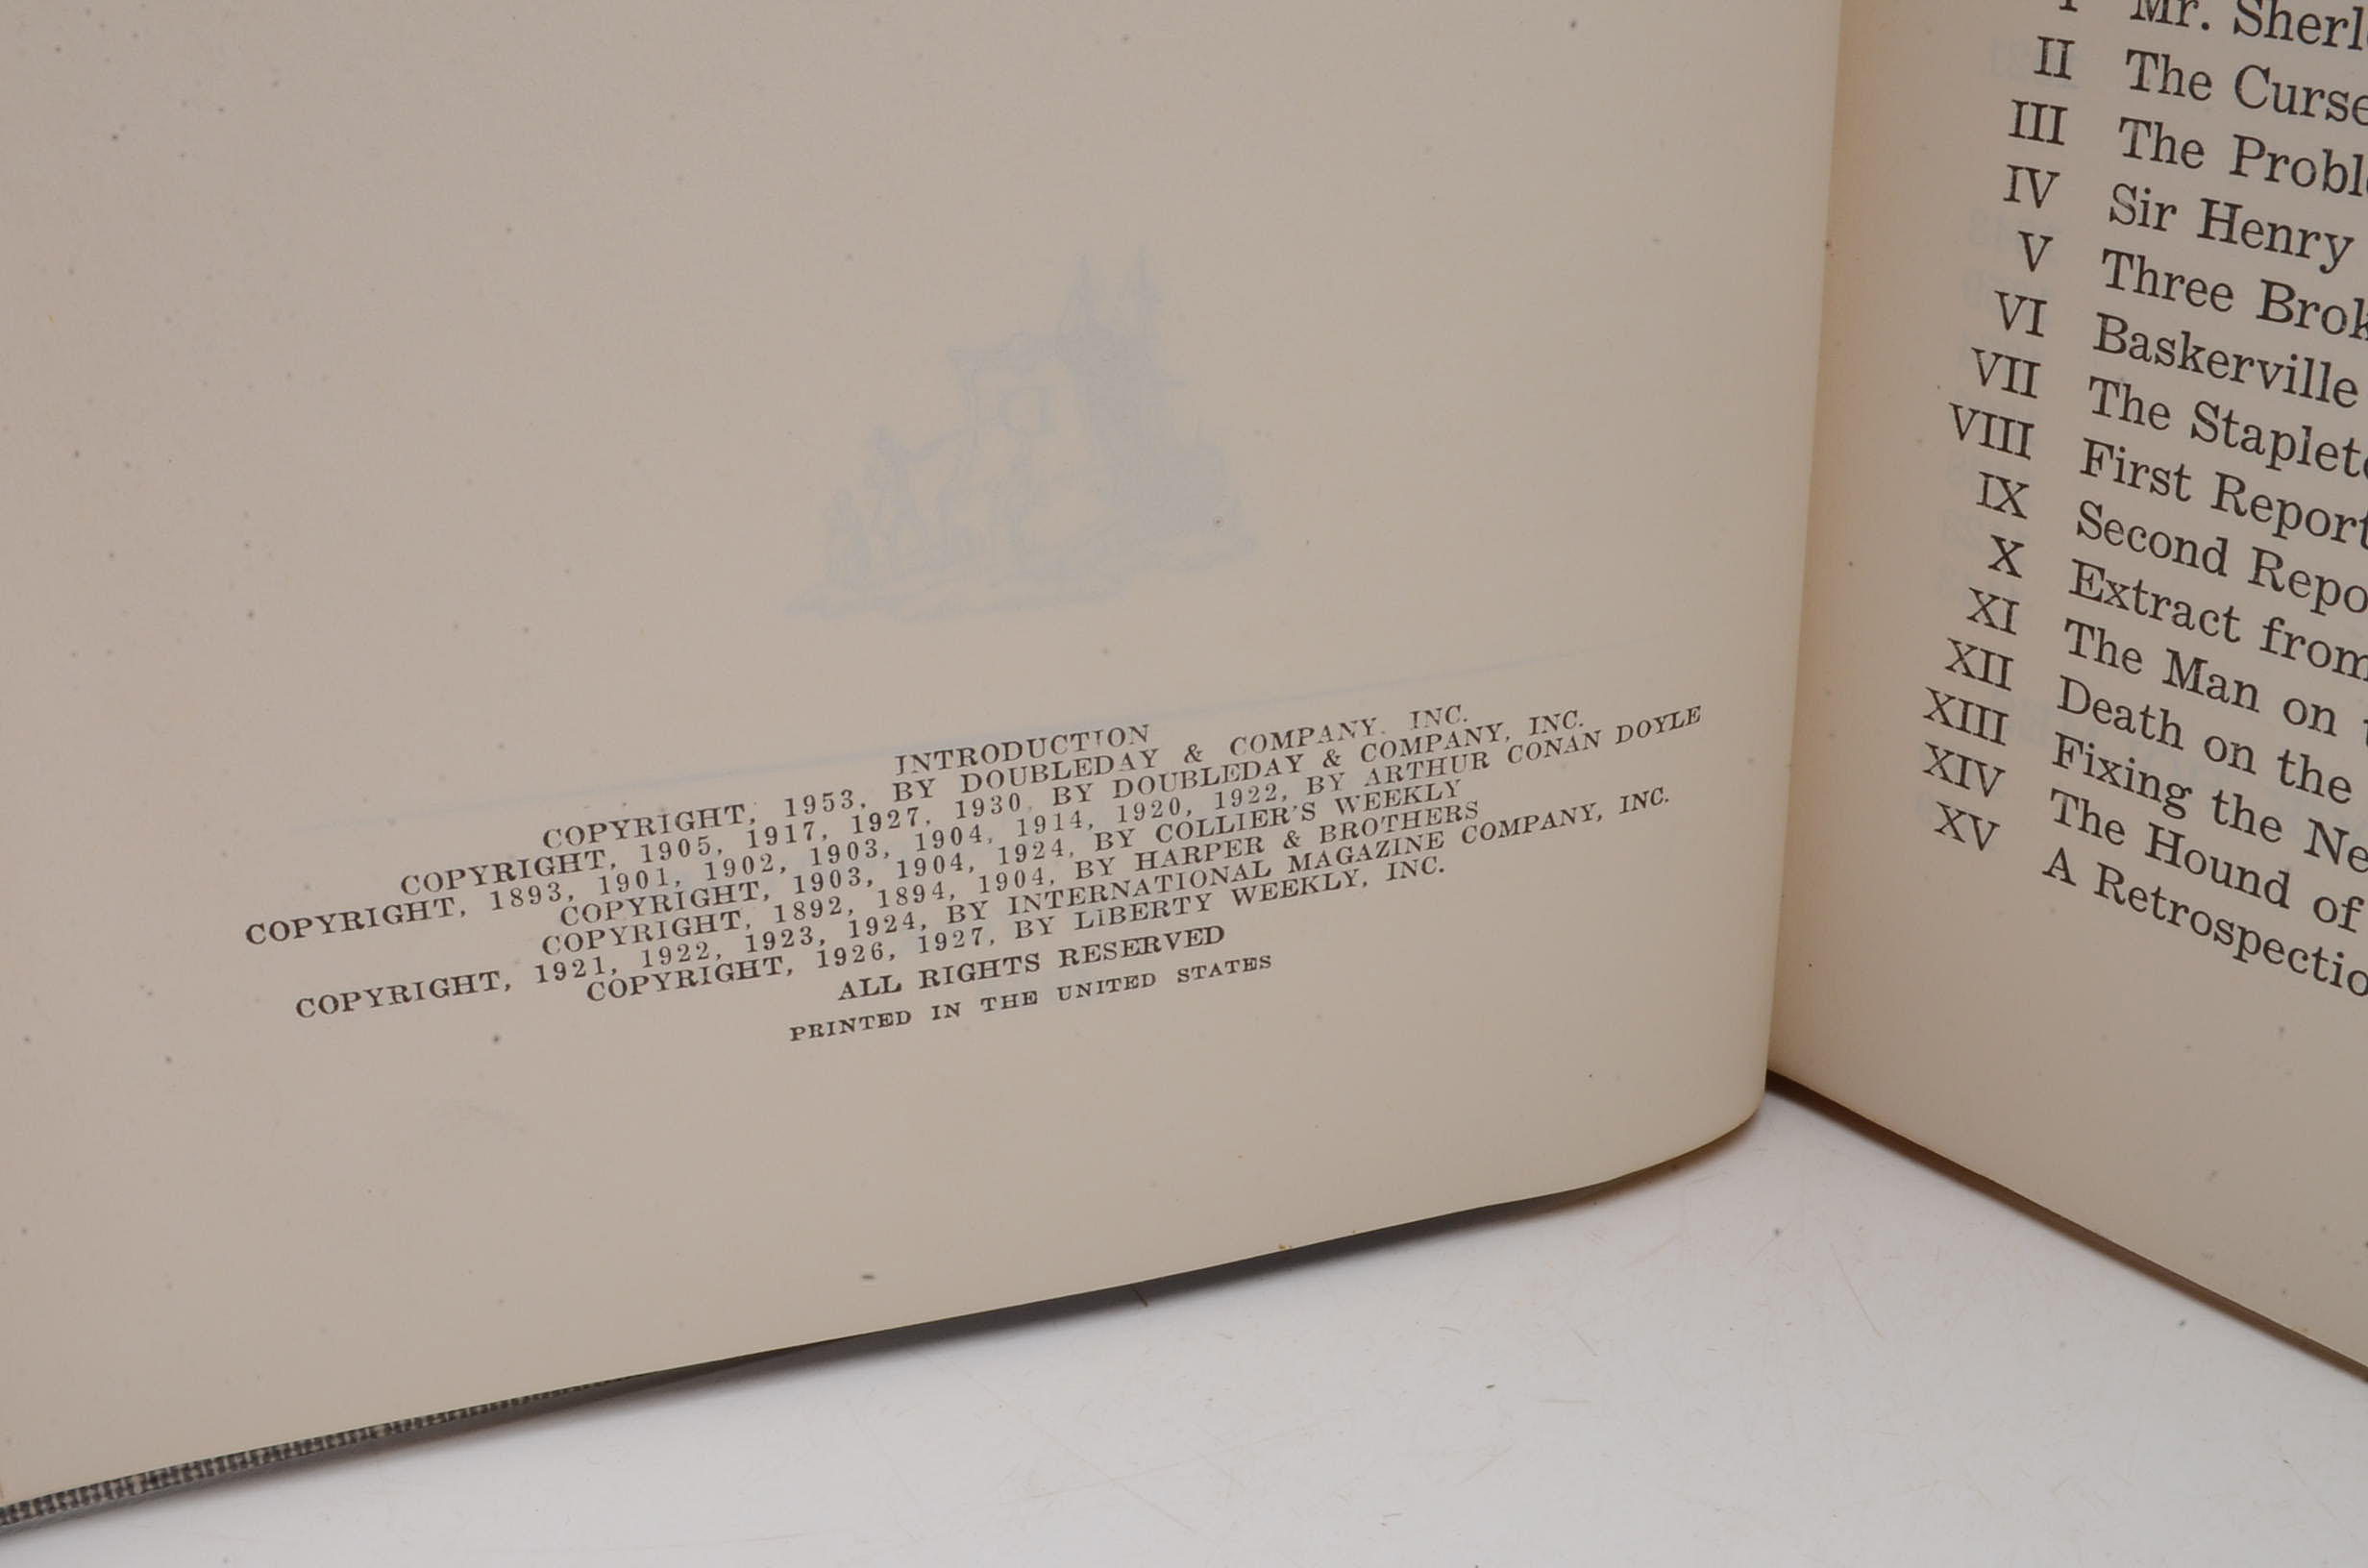 INTRODUCTION
COPYRIGHT, 1953, BY DOUBLEDAY & COMPANY, INC.
COPYRIGHT, 1905, 1917, 1927, 1930, BY DOUBLEDAY & COMPANY, INC.
COPYRIGHT, 1893, 1901, 1902, 1903, 1904, 1914, 1920, 1922, BY ARTHUR CONAN DOYLE
COPYRIGHT, 1903, 1904, 1924, BY COLLIER'S WEEKLY
COPYRIGHT, 1892, 1894, 1904, BY HARPER & BROTHERS
COPYRIGHT, 1921, 1922, 1923, 1924, BY INTERNATIONAL MAGAZINE COMPANY, INC.
COPYRIGHT, 1926, 1927, BY LIBERTY WEEKLY, INC.
ALL RIGHTS RESERVED
PRINTED IN THE UNITED STATES
I Mr. Sherl
II The Curse
III The Probl
IV Sir Henry
V Three Brok
VI Baskerville
VII The Staplet
VIII First Report
IX Second Repo
X Extract from
XI The Man on t
XII Death on the
XIII Fixing the Ne
XIV The Hound of
XV A Retrospectio